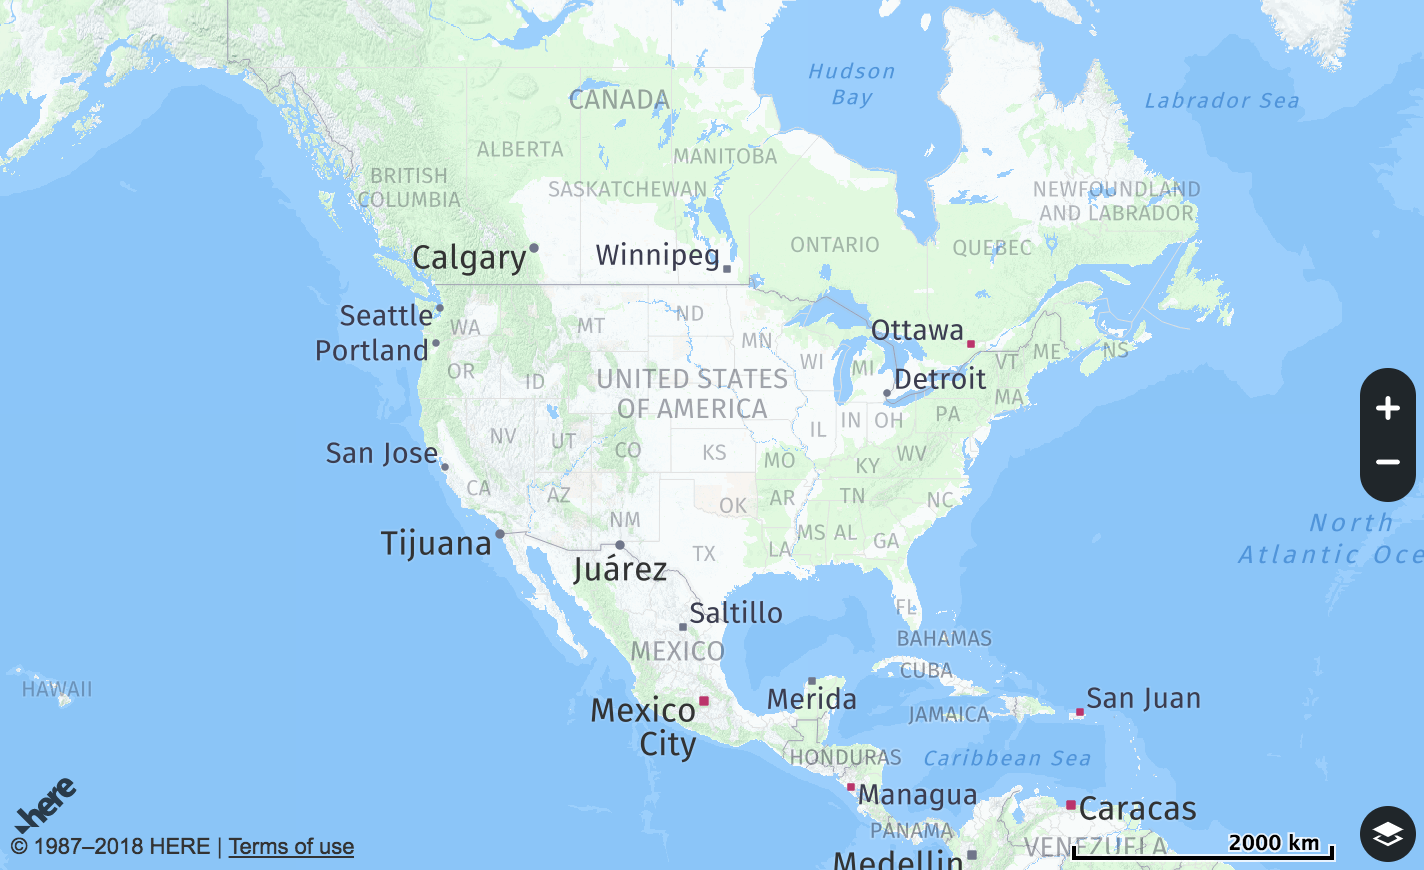 Hudson
Bay
Labrador Sea
CANADA
ALBERTA
MANITOBA
BRITISH
COLUMBIA
SASKATCHEWAN
NEWFOUNDLAND
AND LABRADOR
ONTARIO
QUEBEC
Calgary
Winnipeg
Seattle
WA
MT
ND
Ottawa
Portland
MN
WI
MI
VT
ME
NS
OR
ID
UNITED STATES
OF AMERICA
Detroit
MA
NV
UT
CO
KS
IL
IN
OH
PA
San Jose
MO
KY
WV
CA
AZ
OK
AR
TN
NC
NM
Tijuana
Juárez
TX
LA
MS
AL
GA
North
Atlantic Oce
FL
Saltillo
MEXICO
BAHAMAS
CUBA
HAWAII
Merida
San Juan
Mexico
City
JAMAICA
HONDURAS
Caribbean Sea
Managua
Caracas
PANAMA
VENEZUELA
Medellin
here
© 1987–2018 HERE | Terms of use
2000 km